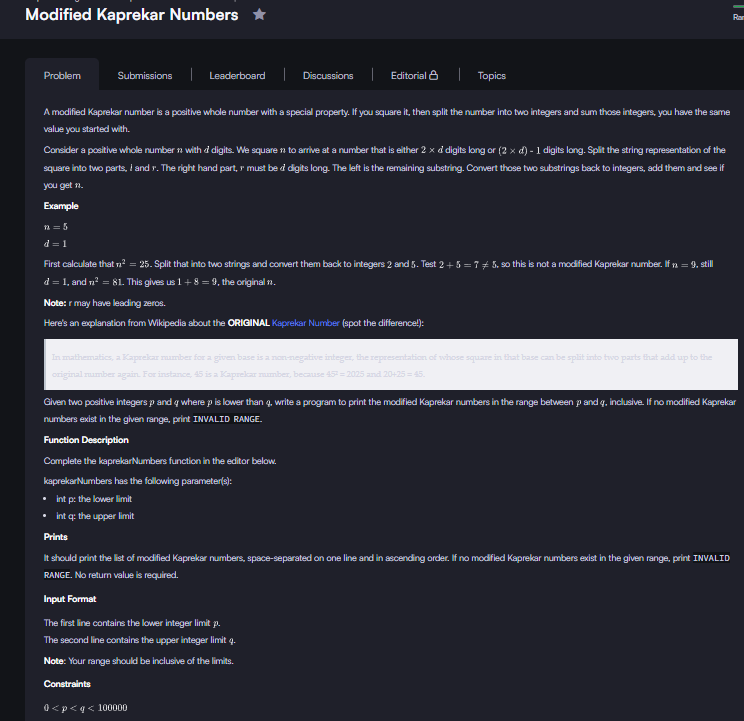 Modified Kaprekar Numbers
Ran
Problem
Submissions
Leaderboard
Discussions
Editorial
Topics
A modified Kaprekar number is a positive whole number with a special property. If you square it, then split the number into two integers and sum those integers, you have the same
value you started with.
Consider a positive whole number n with d digits. We square n to arrive at a number that is either 2 × d digits long or (2 × d) - 1 digits long. Split the string representation of the
square into two parts, l and r. The right hand part, r must be d digits long. The left is the remaining substring. Convert those two substrings back to integers, add them and see if
you get n.
Example
n = 5
d = 1
First calculate that n² = 25. Split that into two strings and convert them back to integers 2 and 5. Test 2 + 5 = 7 ≠ 5, so this is not a modified Kaprekar number. If n = 9, still
d = 1, and n² = 81. This gives us 1 + 8 = 9, the original n.
Note: r may have leading zeros.
Here's an explanation from Wikipedia about the ORIGINAL Kaprekar Number (spot the difference!):
In mathematics, a Kaprekar number for a given base is a non-negative integer, the representation of whose square in that base can be split into two parts that add up to the
original number again. For instance, 45 is a Kaprekar number, because 45² = 2025 and 20+25 = 45.
Given two positive integers p and q where p is lower than q, write a program to print the modified Kaprekar numbers in the range between p and q, inclusive. If no modified Kaprekar
numbers exist in the given range, print INVALID RANGE.
Function Description
Complete the kaprekarNumbers function in the editor below.
kaprekarNumbers has the following parameter(s):
• int p: the lower limit
• int q: the upper limit
Prints
It should print the list of modified Kaprekar numbers, space-separated on one line and in ascending order. If no modified Kaprekar numbers exist in the given range, print INVALID
RANGE. No return value is required.
Input Format
The first line contains the lower integer limit p.
The second line contains the upper integer limit q.
Note: Your range should be inclusive of the limits.
Constraints
0 < p < q < 100000